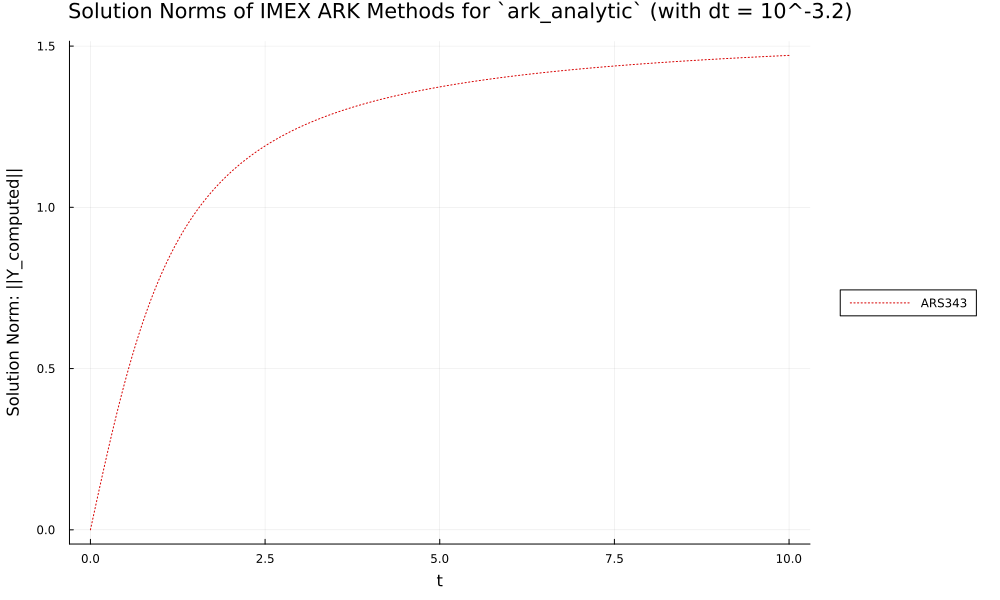 Solution Norms of IMEX ARK Methods for `ark_analytic` (with dt = 10^-3.2)
Solution Norm: ||Y_computed||
1.5
1.0
0.5
0.0
0.0 2.5 5.0 7.5 10.0
t
ARS343